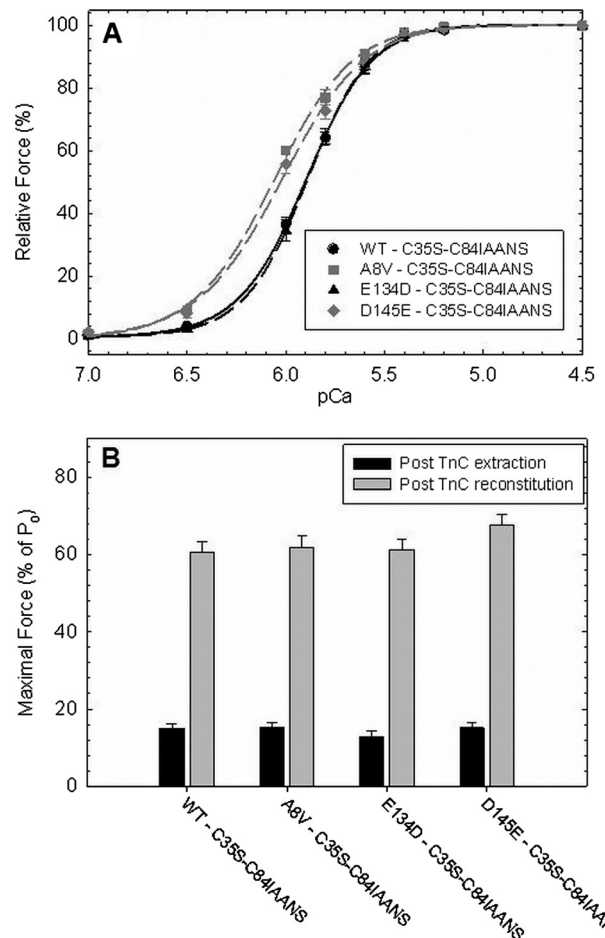 A
Relative Force (%)
100
80
60
40
20
0
WT - C35S-C84IAANS
A8V - C35S-C84IAANS
E134D - C35S-C84IAANS
D145E - C35S-C84IAANS
7.0 6.5 6.0 5.5 5.0 4.5
pCa
B
Maximal Force (% of P₀)
80
60
40
20
0
Post TnC extraction
Post TnC reconstitution
WT - C35S-C84IAANS
A8V - C35S-C84IAANS
E134D - C35S-C84IAANS
D145E - C35S-C84IAAN